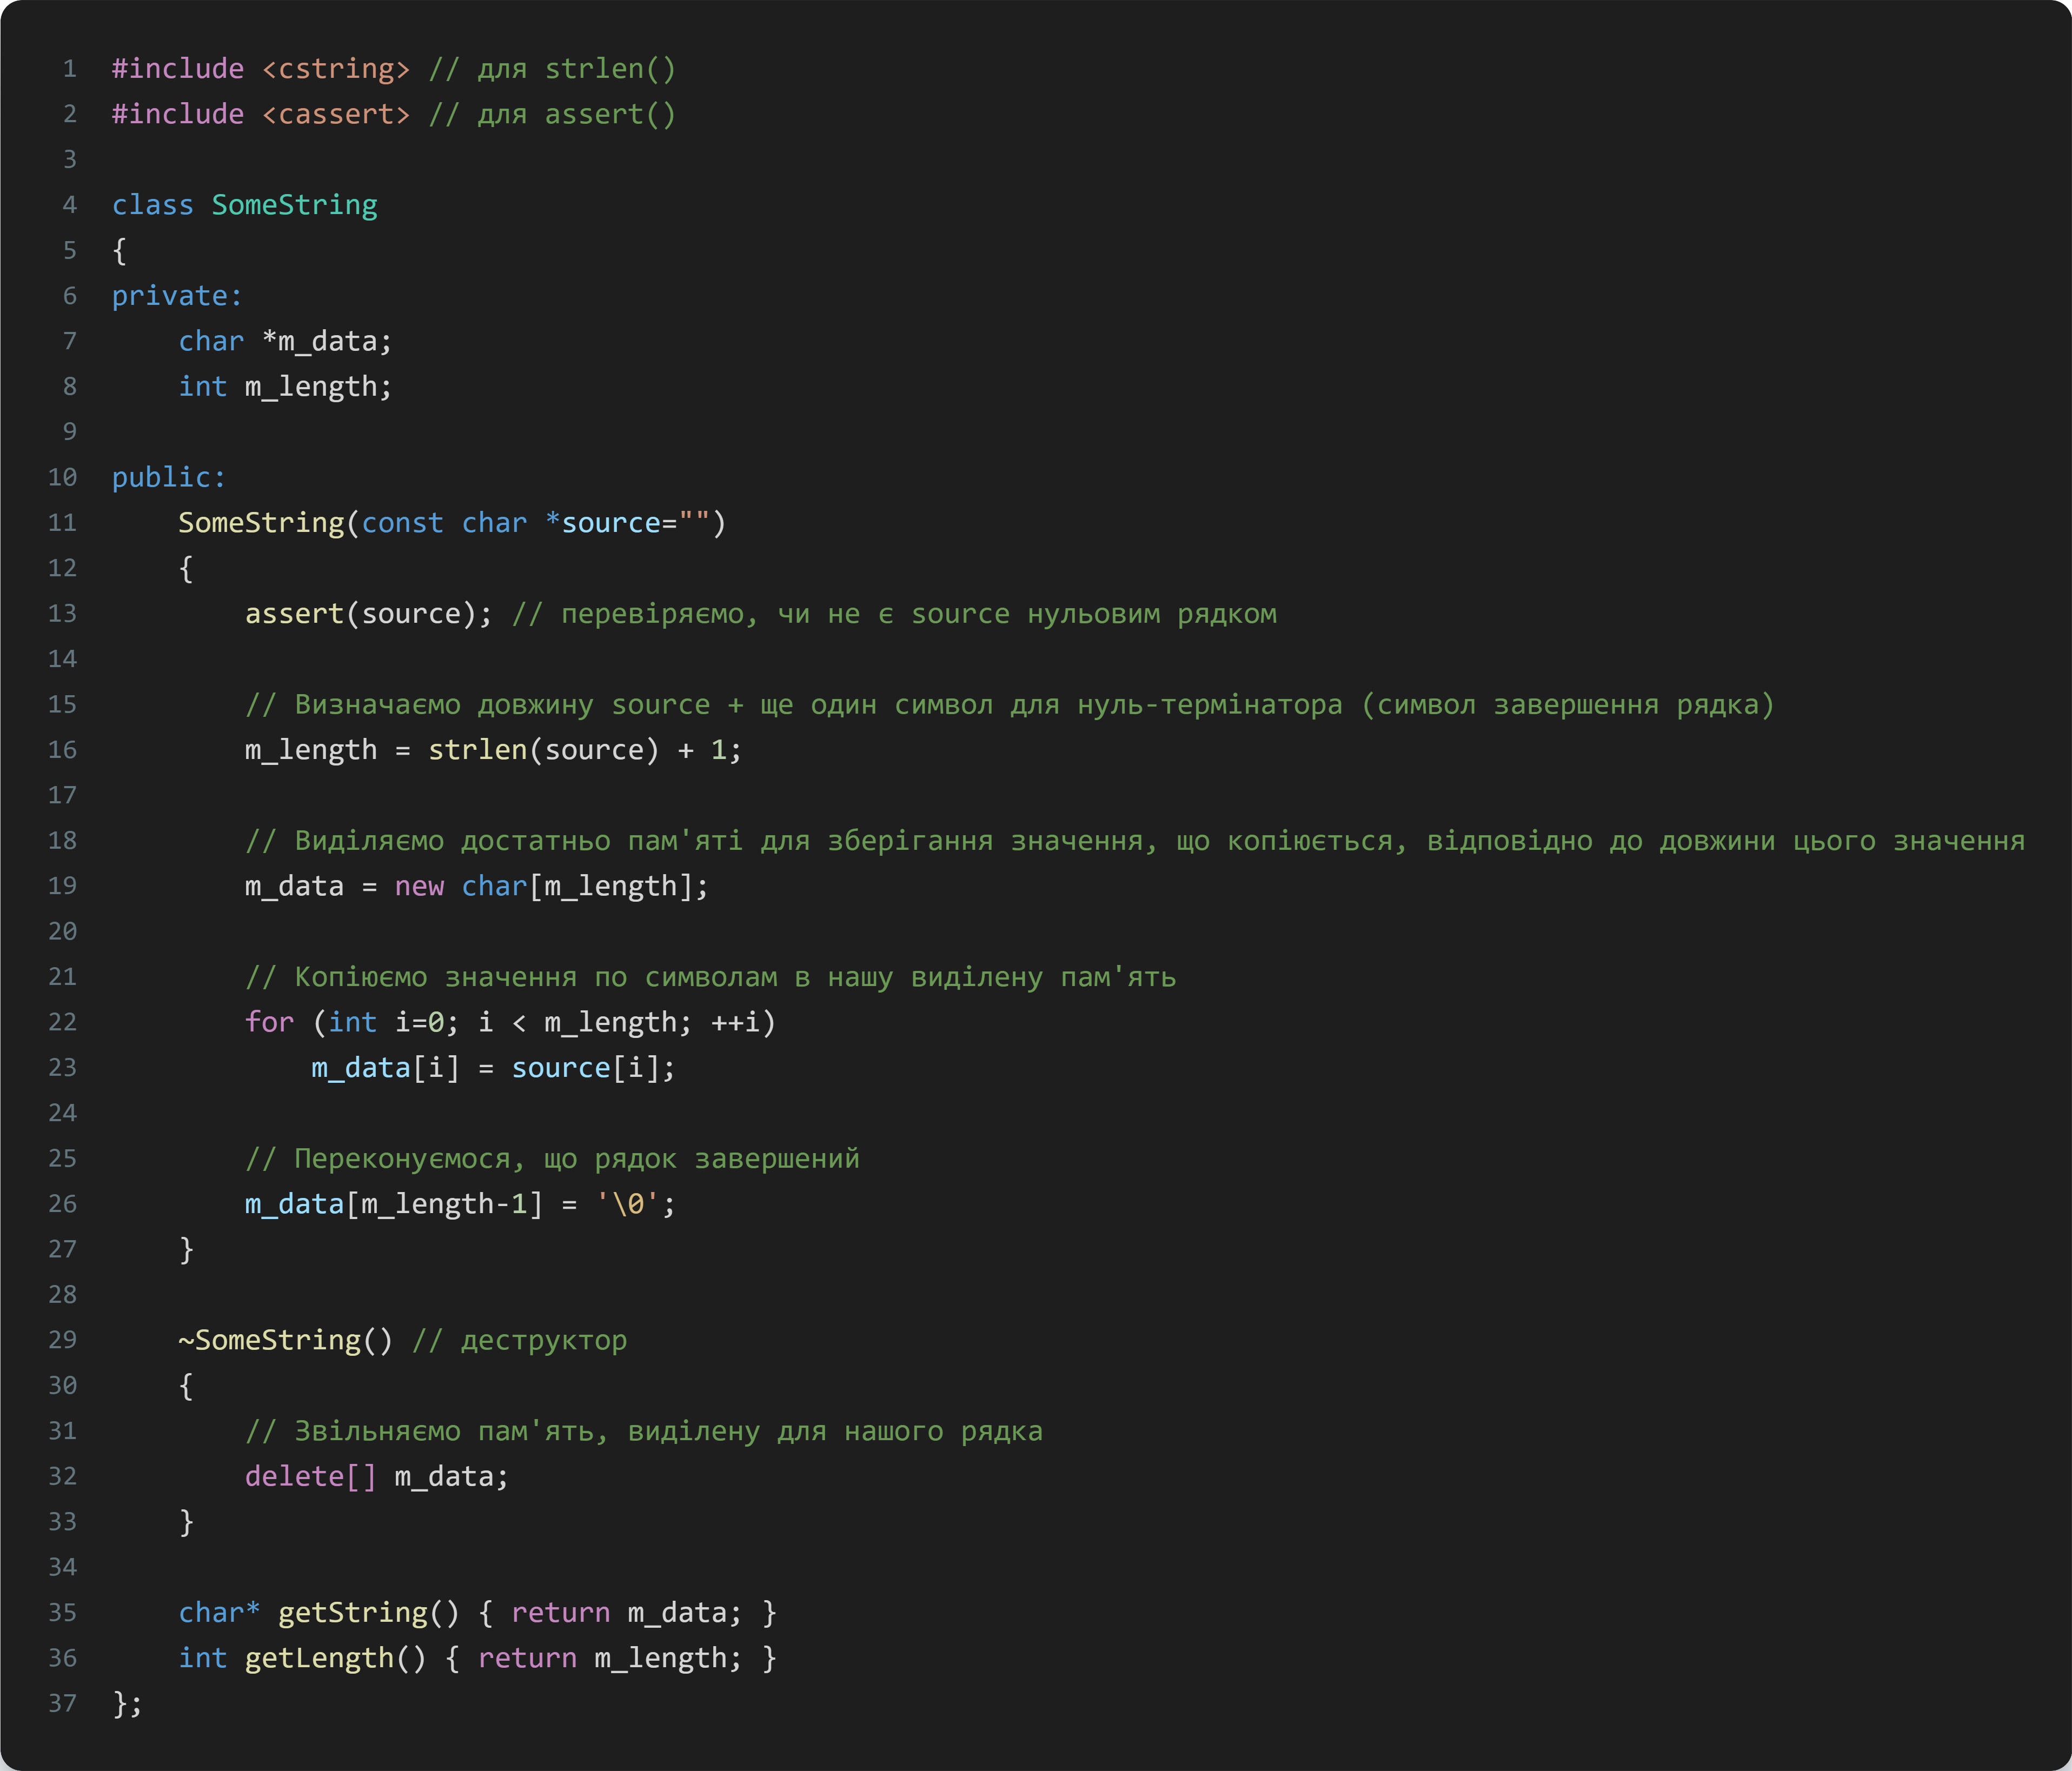 1 #include <cstring> // для strlen()
2 #include <cassert> // для assert()
3
4 class SomeString
5 {
6 private:
7     char *m_data;
8     int m_length;
9
10 public:
11     SomeString(const char *source="")
12     {
13         assert(source); // перевіряємо, чи не є source нульовим рядком
14
15         // Визначаємо довжину source + ще один символ для нуль-термінатора (символ завершення рядка)
16         m_length = strlen(source) + 1;
17
18         // Виділяємо достатньо пам'яті для зберігання значення, що копіюється, відповідно до довжини цього значення
19         m_data = new char[m_length];
20
21         // Копіюємо значення по символам в нашу виділену пам'ять
22         for (int i=0; i < m_length; ++i)
23             m_data[i] = source[i];
24
25         // Переконуємося, що рядок завершений
26         m_data[m_length-1] = '\0';
27     }
28
29     ~SomeString() // деструктор
30     {
31         // Звільняємо пам'ять, виділену для нашого рядка
32         delete[] m_data;
33     }
34
35     char* getString() { return m_data; }
36     int getLength() { return m_length; }
37 };